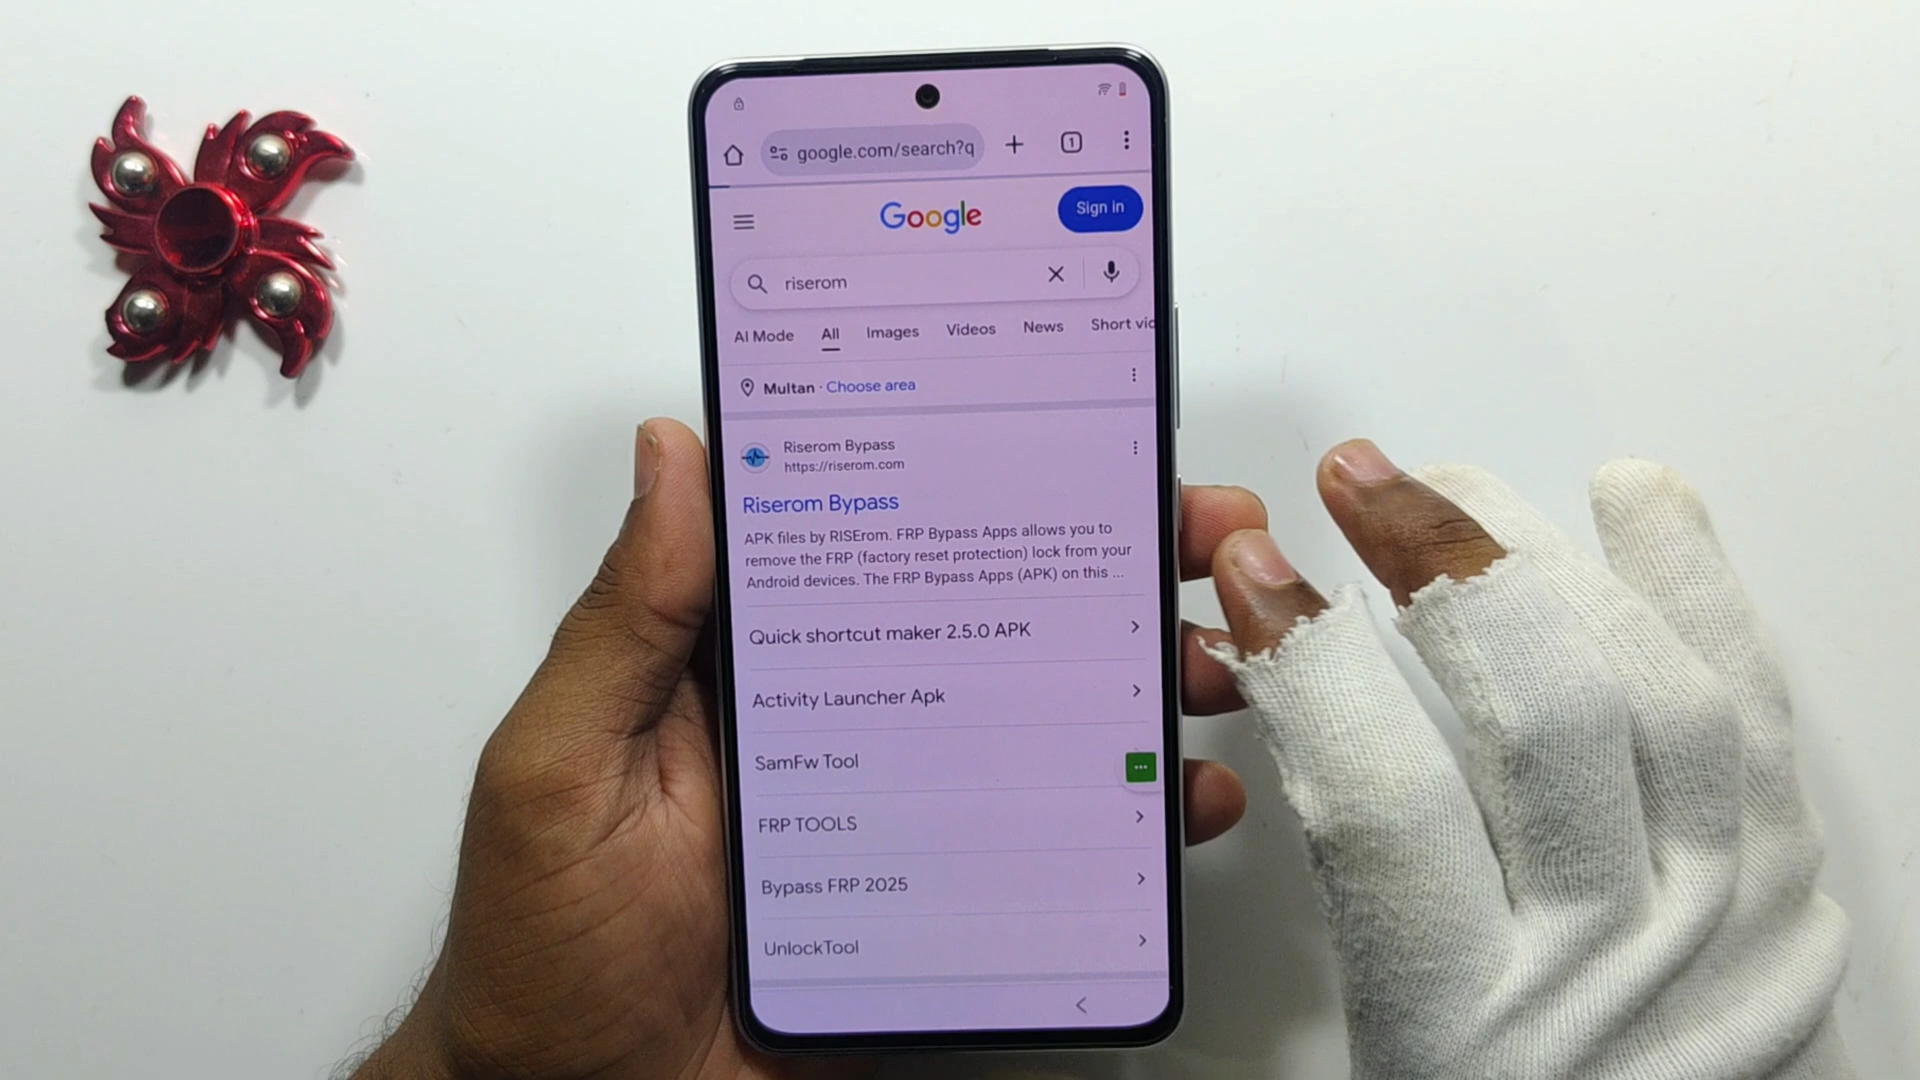 google.com/search?q
1
Google
Sign in
riserom
AI Mode All Images Videos News Short vid
Multan · Choose area
Riserom Bypass
https://riserom.com
Riserom Bypass
APK files by RISErom. FRP Bypass Apps allows you to
remove the FRP (factory reset protection) lock from your
Android devices. The FRP Bypass Apps (APK) on this ...
Quick shortcut maker 2.5.0 APK
Activity Launcher Apk
SamFw Tool
FRP TOOLS
Bypass FRP 2025
UnlockTool